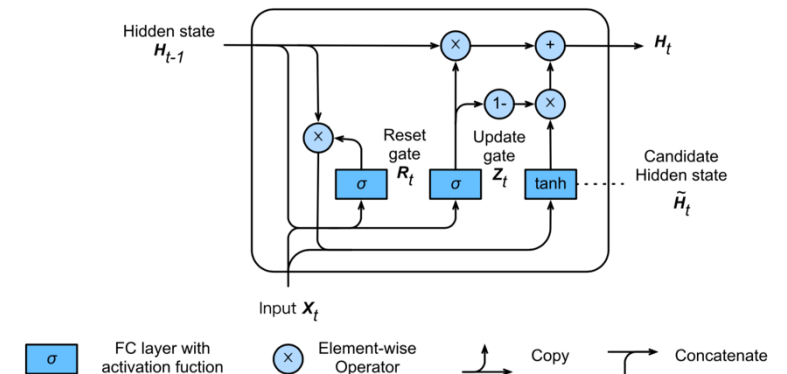 Hidden state
H_{t-1}
×
+
H_t
1-
×
×
Reset
gate
R_t
Update
gate
Z_t
σ
σ
tanh
Candidate
Hidden state
H̃_t
Input X_t
σ
FC layer with
activation fuction
×
Element-wise
Operator
Copy
Concatenate